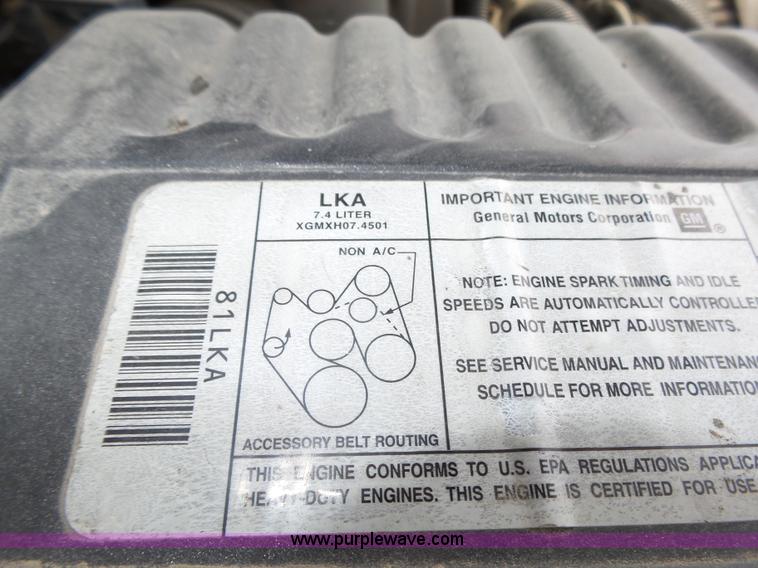 81LKA
LKA
7.4 LITER
XGMXH07.4501
NON A/C
ACCESSORY BELT ROUTING
IMPORTANT ENGINE INFORMATION
General Motors Corporation GM ®
NOTE: ENGINE SPARK TIMING AND IDLE
SPEEDS ARE AUTOMATICALLY CONTROLLE
DO NOT ATTEMPT ADJUSTMENTS.
SEE SERVICE MANUAL AND MAINTENAN
SCHEDULE FOR MORE INFORMATIO
THIS ENGINE CONFORMS TO U.S. EPA REGULATIONS APPLICA
HEAVY-DUTY ENGINES. THIS ENGINE IS CERTIFIED FOR USE
www.purplewave.com